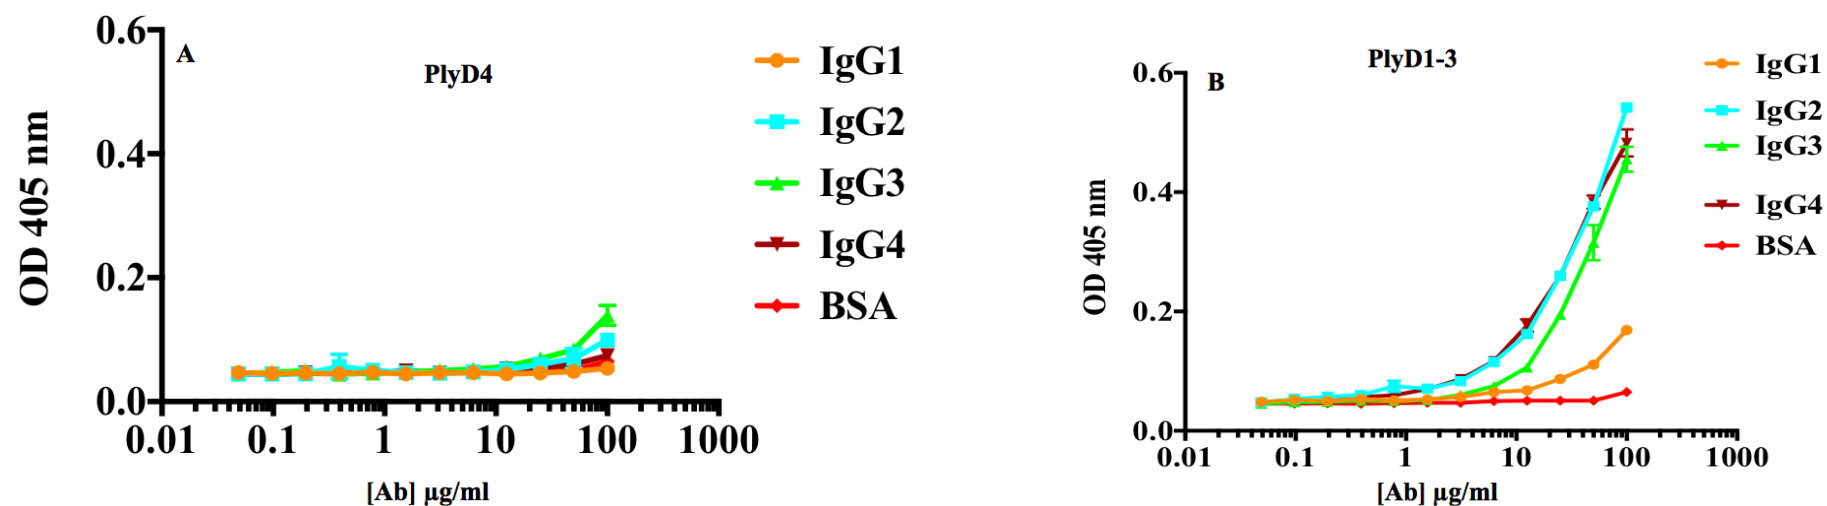 A
PlyD4
0.6
0.4
0.2
0.0
OD 405 nm
0.01 0.1 1 10 100 1000
[Ab] µg/ml
IgG1
IgG2
IgG3
IgG4
BSA
B
PlyD1-3
0.6
0.4
0.2
0.0
OD 405 nm
0.01 0.1 1 10 100 1000
[Ab] µg/ml
IgG1
IgG2
IgG3
IgG4
BSA